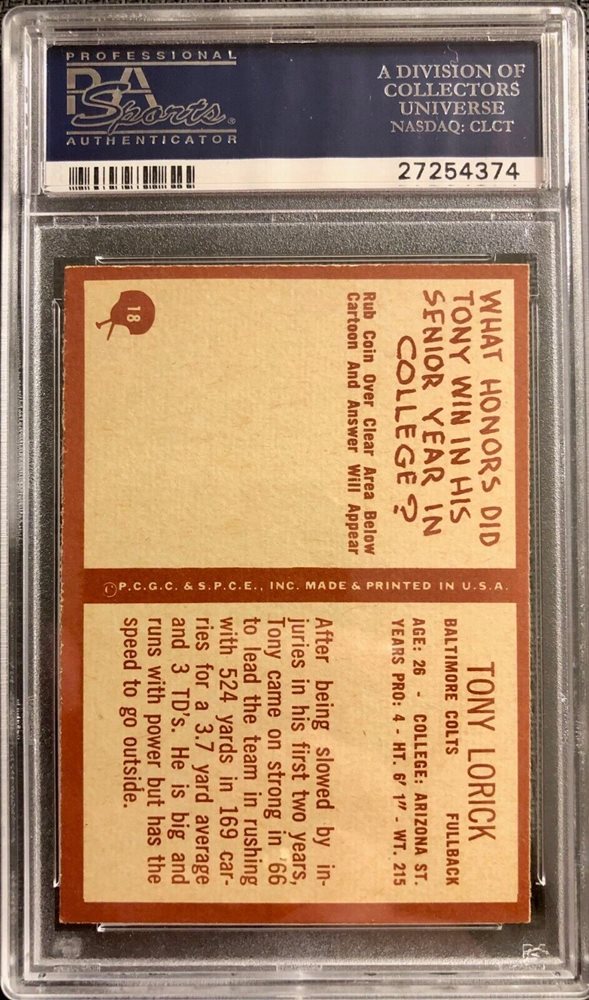 PROFESSIONAL
PSA
Sports®
AUTHENTICATOR
A DIVISION OF
COLLECTORS
UNIVERSE
NASDAQ: CLCT
27254374
WHAT HONORS DID
TONY WIN IN HIS
SENIOR YEAR IN
COLLEGE?
Rub Coin Over Clear Area Below
Cartoon And Answer Will Appear
18
©P.C.G.C. & S.P.C.E., INC. MADE & PRINTED IN U.S.A.
TONY LORICK
BALTIMORE COLTS FULLBACK
AGE: 26 - COLLEGE: ARIZONA ST.
YEARS PRO: 4 - HT. 6' 1" - WT. 215
After being slowed by in-
juries in his first two years,
Tony came on strong in '66
to lead the team in rushing
with 524 yards in 169 car-
ries for a 3.7 yard average
and 3 TD's. He is big and
runs with power but has the
speed to go outside.